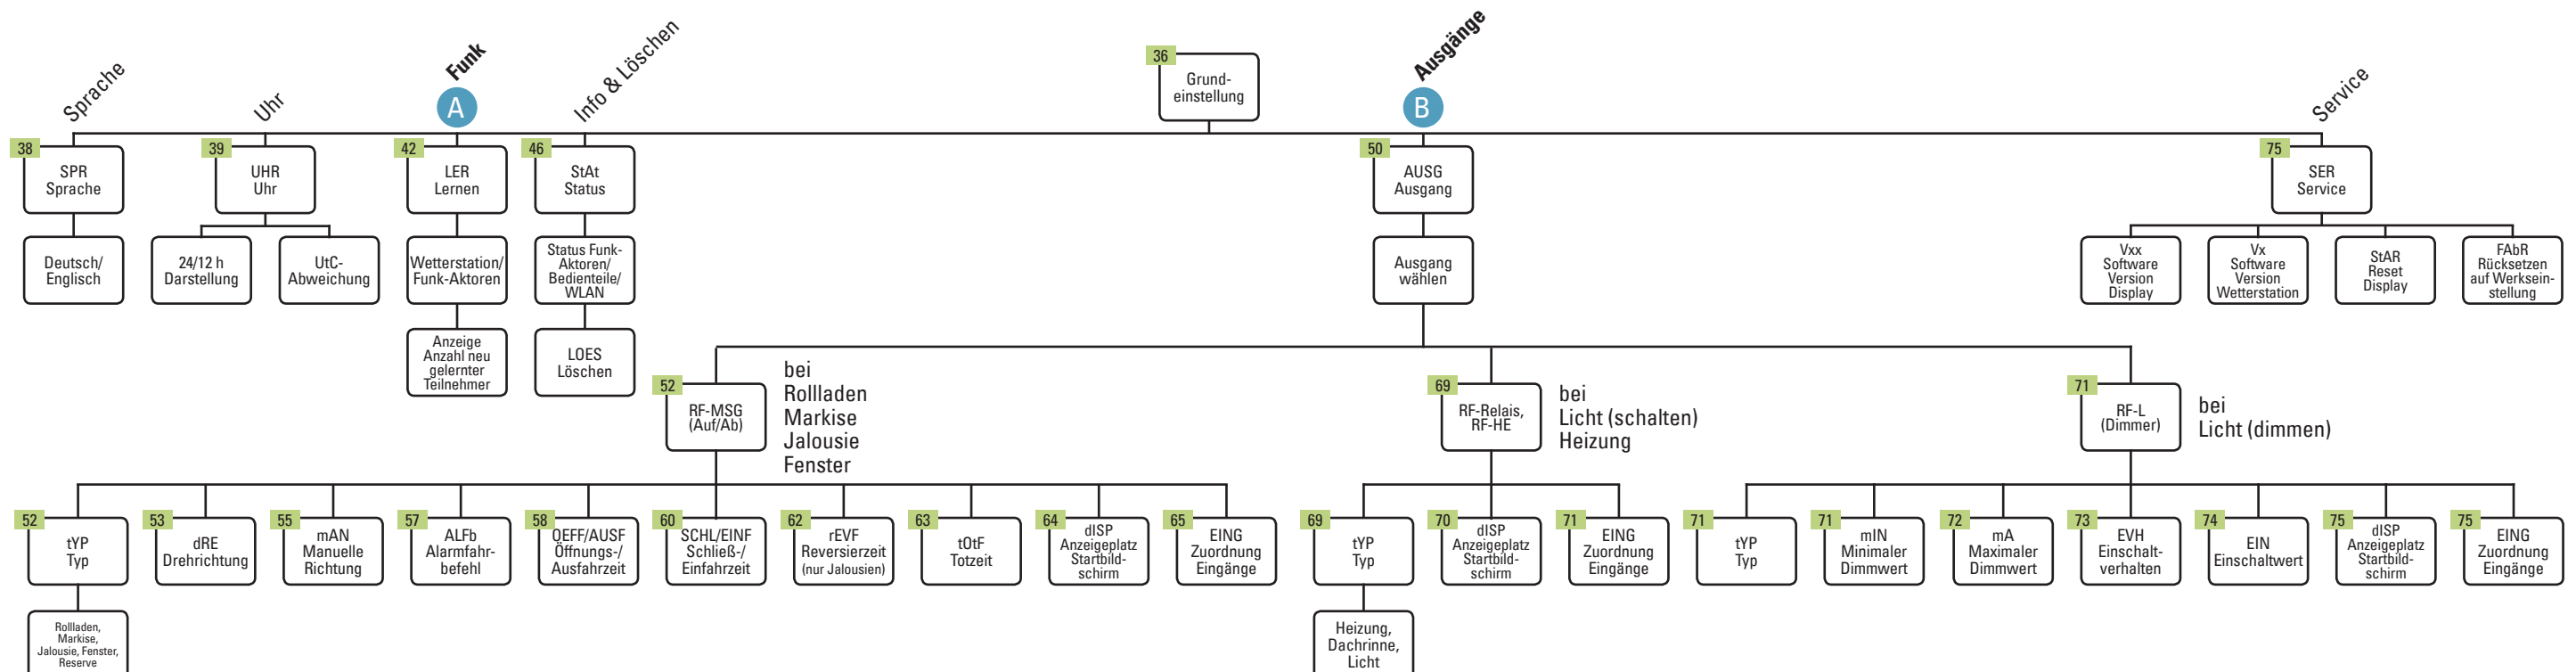 Sprache
Uhr
Funk
A
Info & Löschen
36
Grund-
einstellung
Ausgänge
B
Service
38
SPR
Sprache
39
UHR
Uhr
42
LER
Lernen
46
StAt
Status
50
AUSG
Ausgang
75
SER
Service
Deutsch/
Englisch
24/12 h
Darstellung
UtC-
Abweichung
Wetterstation/
Funk-Aktoren
Status Funk-
Aktoren/
Bedienteile/
WLAN
Ausgang
wählen
Vxx
Software
Version
Display
Vx
Software
Version
Wetterstation
StAR
Reset
Display
FAbR
Rücksetzen
auf Werksein-
stellung
Anzeige
Anzahl neu
gelernter
Teilnehmer
LOES
Löschen
52
RF-MSG
(Auf/Ab)
bei
Rollladen
Markise
Jalousie
Fenster
69
RF-Relais,
RF-HE
bei
Licht (schalten)
Heizung
71
RF-L
(Dimmer)
bei
Licht (dimmen)
52
tYP
Typ
53
dRE
Drehrichtung
55
mAN
Manuelle
Richtung
57
ALFb
Alarmfahr-
befehl
58
OEFF/AUSF
Öffnungs-/
Ausfahrzeit
60
SCHL/EINF
Schließ-/
Einfahrzeit
62
rEVF
Reversierzeit
(nur Jalousien)
63
tOtF
Totzeit
64
dISP
Anzeigeplatz
Startbild-
schirm
65
EING
Zuordnung
Eingänge
69
tYP
Typ
70
dISP
Anzeigeplatz
Startbild-
schirm
71
EING
Zuordnung
Eingänge
71
tYP
Typ
71
mIN
Minimaler
Dimmwert
72
mA
Maximaler
Dimmwert
73
EVH
Einschalt-
verhalten
74
EIN
Einschaltwert
75
dISP
Anzeigeplatz
Startbild-
schirm
75
EING
Zuordnung
Eingänge
Rollladen,
Markise,
Jalousie, Fenster,
Reserve
Heizung,
Dachrinne,
Licht